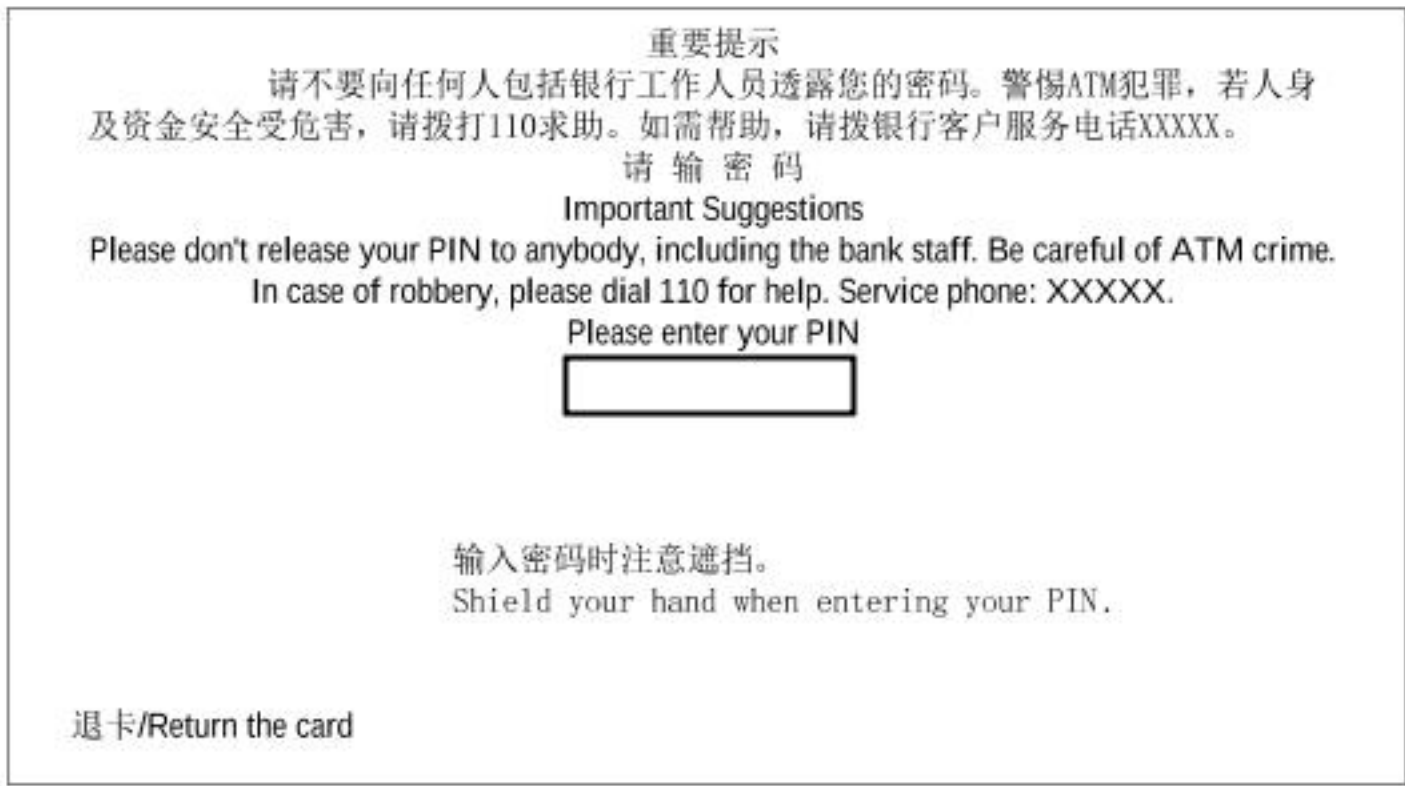 重要提示
请不要向任何人包括银行工作人员透露您的密码。警惕ATM犯罪，若人身
及资金安全受危害，请拨打110求助。如需帮助，请拨银行客户服务电话XXXXX。
请 输 密 码
Important Suggestions
Please don't release your PIN to anybody, including the bank staff. Be careful of ATM crime.
In case of robbery, please dial 110 for help. Service phone: XXXXX.
Please enter your PIN
输入密码时注意遮挡。
Shield your hand when entering your PIN.
退卡/Return the card